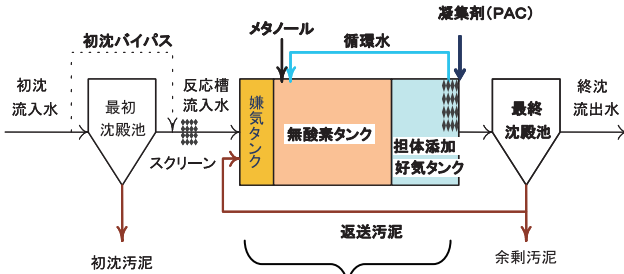 凝集剤(PAC)
メタノール
初沈バイパス
循環水
初沈
流入水
最初
沈殿池
反応槽
流入水
スクリーン
嫌気タンク
無酸素タンク
担体添加
好気タンク
最終
沈殿池
終沈
流出水
返送汚泥
初沈汚泥
余剰汚泥